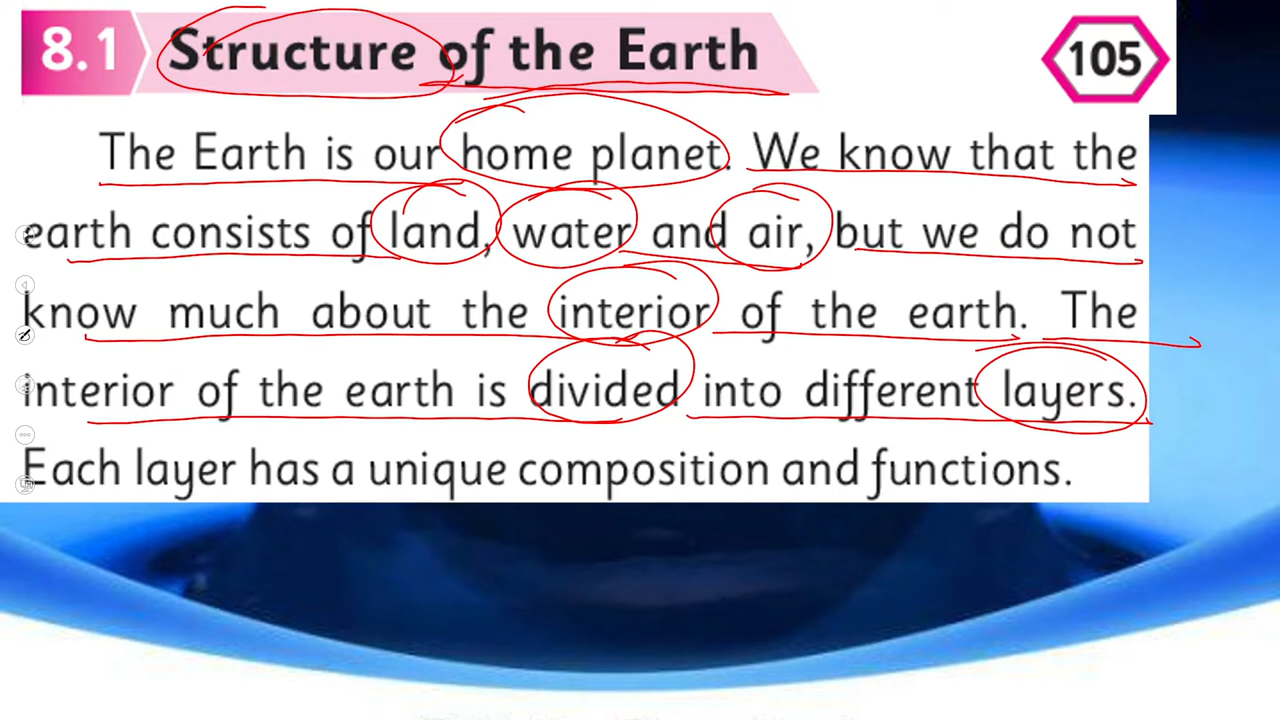 8.1 Structure of the Earth 105
The Earth is our home planet. We know that the
earth consists of land, water and air, but we do not
know much about the interior of the earth. The
interior of the earth is divided into different layers.
Each layer has a unique composition and functions.